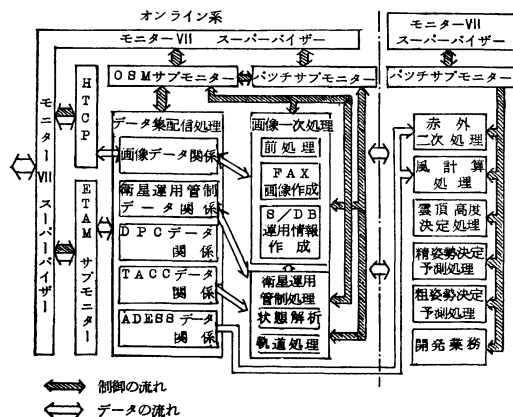 オンライン系
モニターVII
スーパーバイザー
モニターVII
スーパーバイザー
OSMサブモニター
バッチサブモニター
バッチサブモニター
モニターVIIスーパーバイザー
HTCP
ETAMサブモニター
データ集配信処理
画像データ関係
衛星運用管制
データ関係
DPCデータ
関係
TACCデータ
関係
ADESSデータ
関係
画像一次処理
前処理
FAX
画像作成
S/DB
運用情報
作成
衛星運用
管制処理
状態解析
軌道処理
赤外
二次処理
風計算
処理
雲頂高度
決定処理
精姿勢決定
予測処理
粗姿勢決定
予測処理
開発業務
制御の流れ
データの流れ